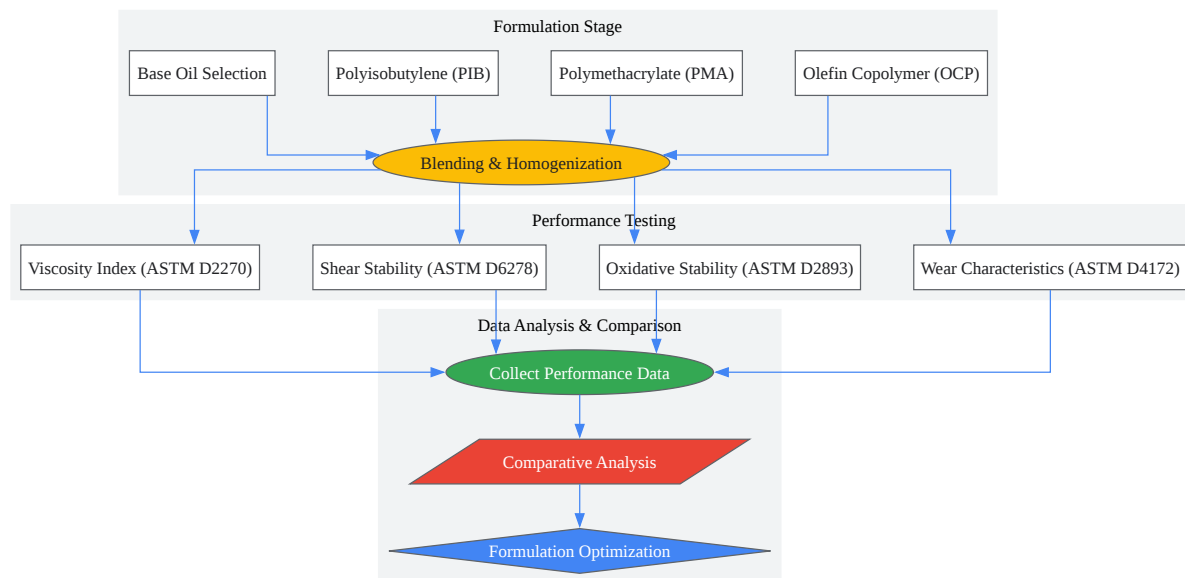 Formulation Stage
Base Oil Selection
Polyisobutylene (PIB)
Polymethacrylate (PMA)
Olefin Copolymer (OCP)
Blending & Homogenization
Performance Testing
Viscosity Index (ASTM D2270)
Shear Stability (ASTM D6278)
Oxidative Stability (ASTM D2893)
Wear Characteristics (ASTM D4172)
Data Analysis & Comparison
Collect Performance Data
Comparative Analysis
Formulation Optimization